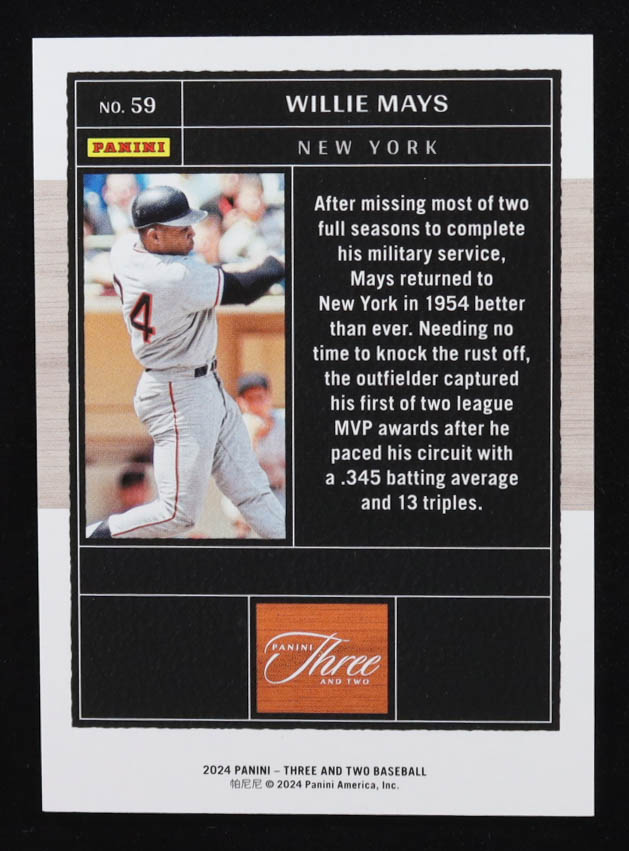 NO. 59
WILLIE MAYS
PANINI
NEW YORK
After missing most of two
full seasons to complete
his military service,
Mays returned to
New York in 1954 better
than ever. Needing no
time to knock the rust off,
the outfielder captured
his first of two league
MVP awards after he
paced his circuit with
a .345 batting average
and 13 triples.
24
PANINI
Three
AND TWO
2024 PANINI – THREE AND TWO BASEBALL
帕尼尼 © 2024 Panini America, Inc.